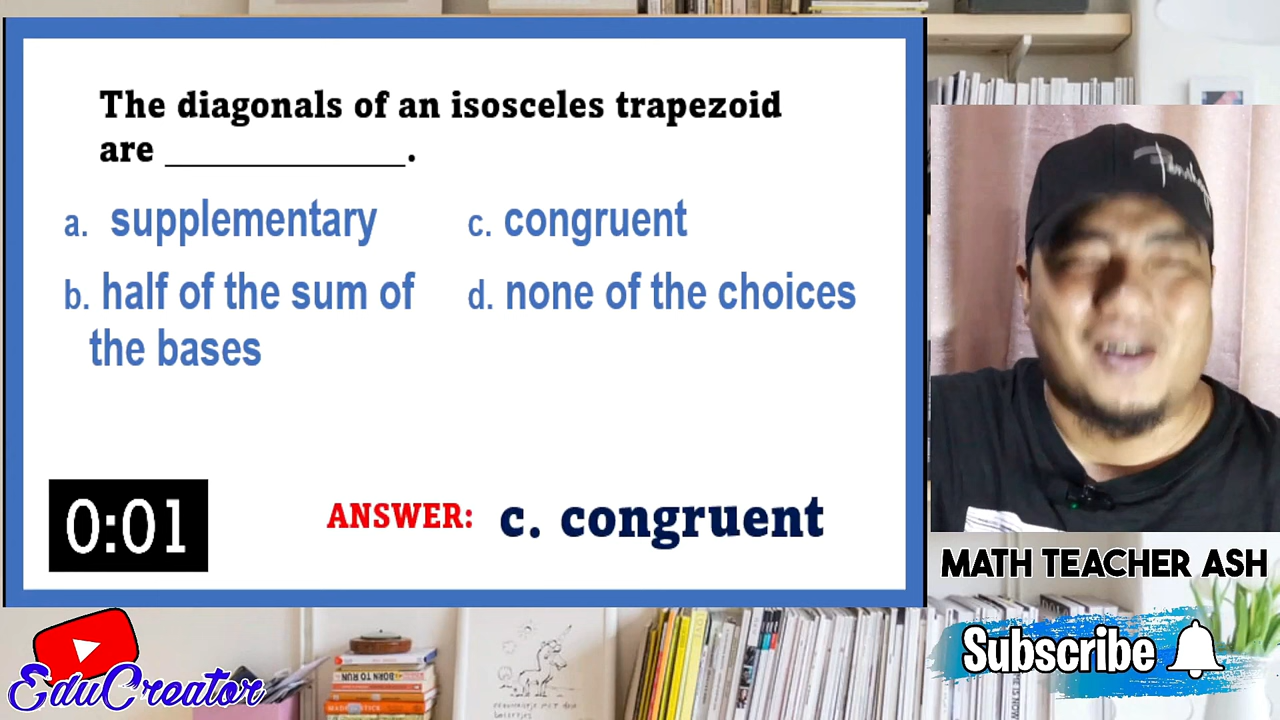 The diagonals of an isosceles trapezoid
are ______________.
a. supplementary
c. congruent
b. half of the sum of
the bases
d. none of the choices
0:01
ANSWER: c. congruent
MATH TEACHER ASH
Subscribe
EduCreator
BORN TO RUN